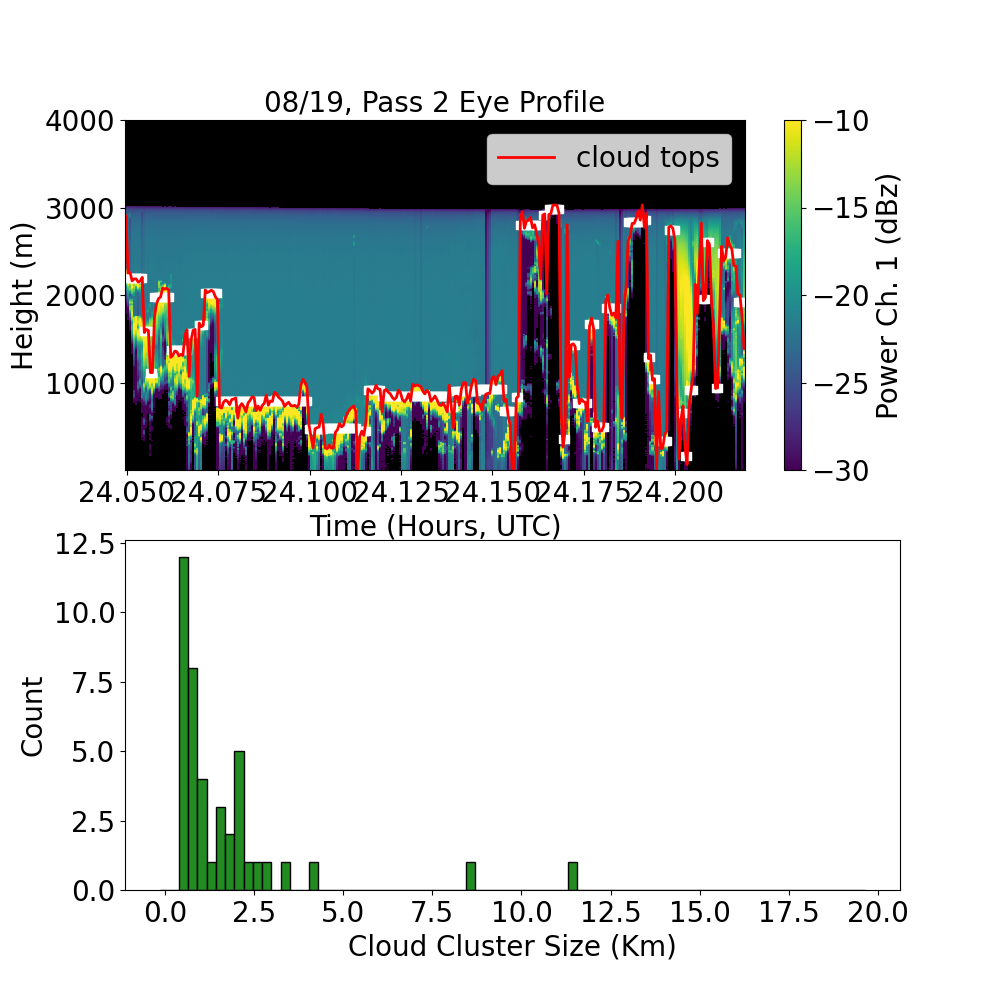 08/19, Pass 2 Eye Profile
cloud tops
4000
3000
2000
1000
Height (m)
24.050 24.075 24.100 24.125 24.150 24.175 24.200
Time (Hours, UTC)
−10
−15
−20
−25
−30
Power Ch. 1 (dBz)
12.5
10.0
7.5
5.0
2.5
0.0
Count
0.0 2.5 5.0 7.5 10.0 12.5 15.0 17.5 20.0
Cloud Cluster Size (Km)